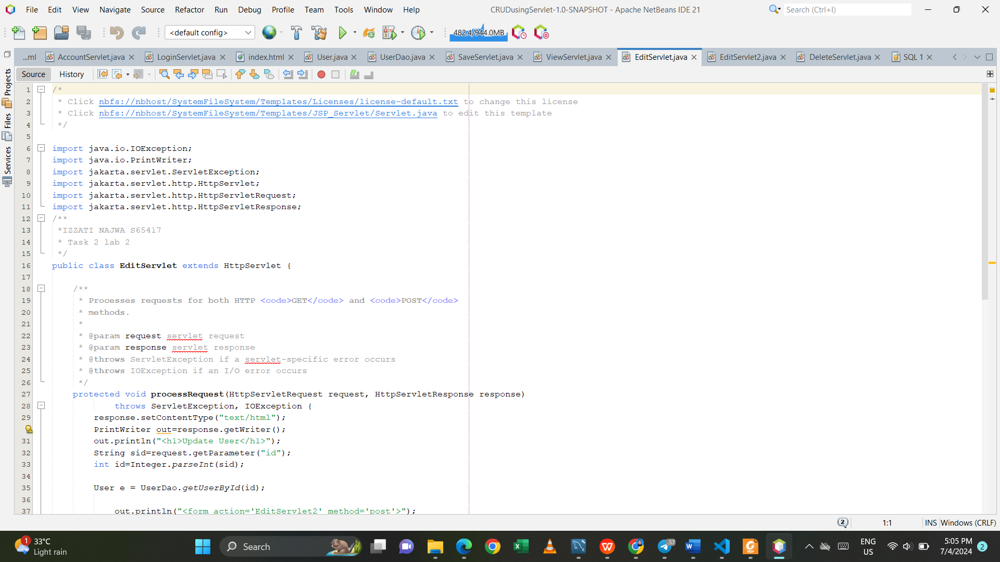 File Edit View Navigate Source Refactor Run Debug Profile Team Tools Window Help
CRUDusingServlet-1.0-SNAPSHOT - Apache NetBeans IDE 21
Search (Ctrl+I)
<default config>
482.4/944.0MB
...ml AccountServlet.java LoginServlet.java index.html User.java UserDao.java SaveServlet.java ViewServlet.java EditServlet.java EditServlet2.java DeleteServlet.java SQL 1
Source History
Projects
Files
Services
1 /*
2 * Click nbfs://nbhost/SystemFileSystem/Templates/Licenses/license-default.txt to change this license
3 * Click nbfs://nbhost/SystemFileSystem/Templates/JSP_Servlet/Servlet.java to edit this template
4 */
5
6 import java.io.IOException;
7 import java.io.PrintWriter;
8 import jakarta.servlet.ServletException;
9 import jakarta.servlet.http.HttpServlet;
10 import jakarta.servlet.http.HttpServletRequest;
11 import jakarta.servlet.http.HttpServletResponse;
12 /**
13 *IZZATI NAJWA S65417
14 * Task 2 lab 2
15 */
16 public class EditServlet extends HttpServlet {
17
18 /**
19 * Processes requests for both HTTP <code>GET</code> and <code>POST</code>
20 * methods.
21 *
22 * @param request servlet request
23 * @param response servlet response
24 * @throws ServletException if a servlet-specific error occurs
25 * @throws IOException if an I/O error occurs
26 */
27 protected void processRequest(HttpServletRequest request, HttpServletResponse response)
28 throws ServletException, IOException {
29 response.setContentType("text/html");
PrintWriter out=response.getWriter();
31 out.println("<h1>Update User</h1>");
32 String sid=request.getParameter("id");
33 int id=Integer.parseInt(sid);
34
35 User e = UserDao.getUserById(id);
36
37 out.println("<form action='EditServlet2' method='post'>");
2 1:1 INS Windows (CRLF)
1 33°C
Light rain
Search
57
ENG
US
5:05 PM
7/4/2024
2